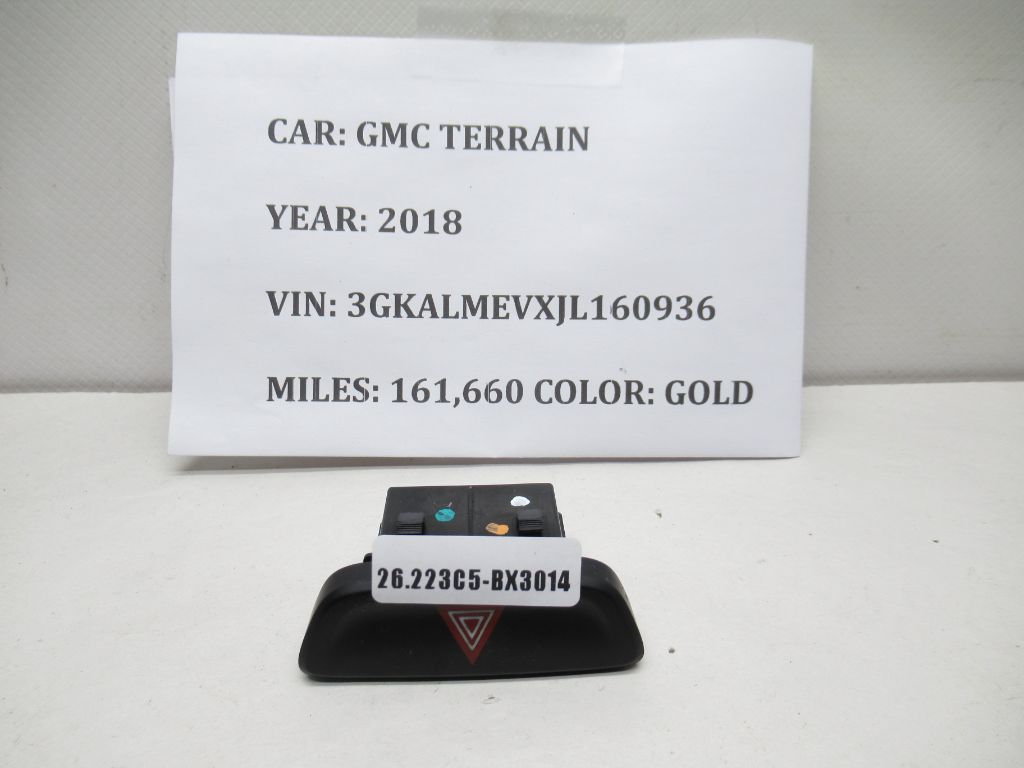 CAR: GMC TERRAIN
YEAR: 2018
VIN: 3GKALMEVXJL160936
MILES: 161,660 COLOR: GOLD
26.223C5-BX3014